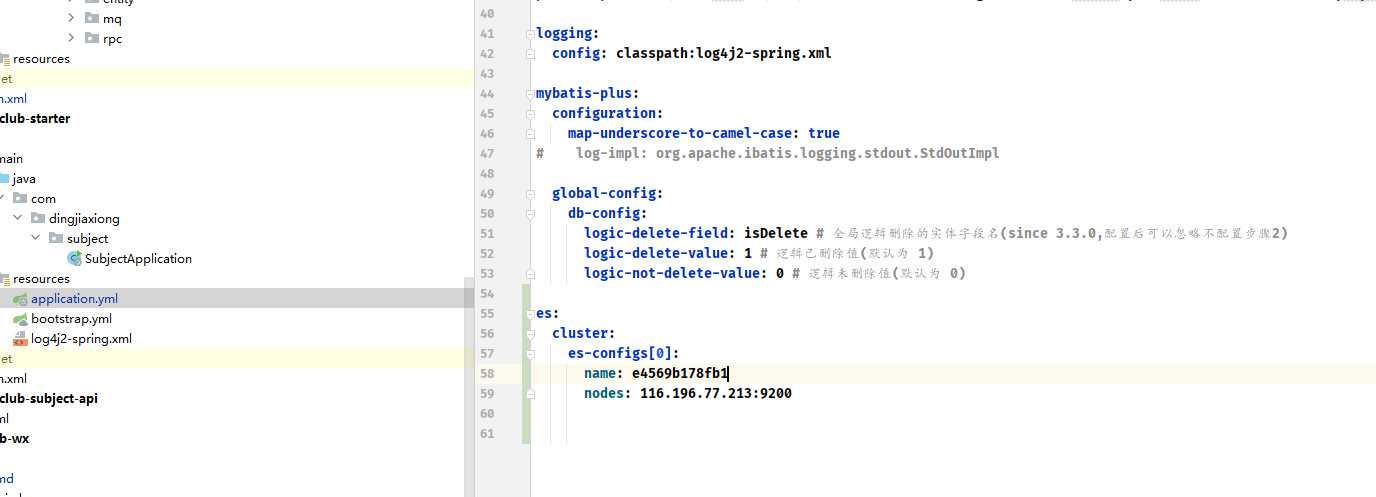 entity
mq
rpc
resources
et
n.xml
club-starter
main
java
com
dingjiaxiong
subject
SubjectApplication
resources
application.yml
bootstrap.yml
log4j2-spring.xml
et
n.xml
club-subject-api
ml
b-wx
md
40
41 logging:
42 config: classpath:log4j2-spring.xml
43
44 mybatis-plus:
45 configuration:
46 map-underscore-to-camel-case: true
47 # log-impl: org.apache.ibatis.logging.stdout.StdOutImpl
48
49 global-config:
50 db-config:
51 logic-delete-field: isDelete # 全局逻辑删除的实体字段名(since 3.3.0,配置后可以忽略不配置步骤2)
52 logic-delete-value: 1 # 逻辑已删除值(默认为 1)
53 logic-not-delete-value: 0 # 逻辑未删除值(默认为 0)
54
55 es:
56 cluster:
57 es-configs[0]:
58 name: e4569b178fb1
59 nodes: 116.196.77.213:9200
60
61